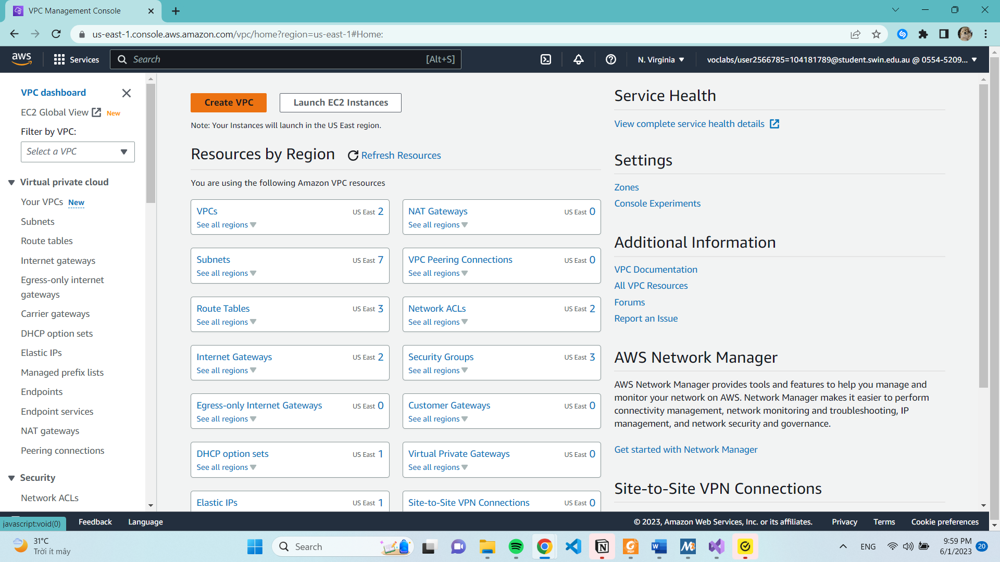 VPC Management Console
us-east-1.console.aws.amazon.com/vpc/home?region=us-east-1#Home:
aws
Services
Search
[Alt+S]
N. Virginia
voclabs/user2566785=104181789@student.swin.edu.au @ 0554-5209...
VPC dashboard
EC2 Global View New
Filter by VPC:
Select a VPC
Virtual private cloud
Your VPCs New
Subnets
Route tables
Internet gateways
Egress-only internet
gateways
Carrier gateways
DHCP option sets
Elastic IPs
Managed prefix lists
Endpoints
Endpoint services
NAT gateways
Peering connections
Security
Network ACLs
Create VPC
Launch EC2 Instances
Note: Your Instances will launch in the US East region.
Resources by Region
Refresh Resources
You are using the following Amazon VPC resources
VPCs US East 2
See all regions
NAT Gateways US East 0
See all regions
Subnets US East 7
See all regions
VPC Peering Connections US East 0
See all regions
Route Tables US East 3
See all regions
Network ACLs US East 2
See all regions
Internet Gateways US East 2
See all regions
Security Groups US East 3
See all regions
Egress-only Internet Gateways US East 0
See all regions
Customer Gateways US East 0
See all regions
DHCP option sets US East 1
See all regions
Virtual Private Gateways US East 0
See all regions
Elastic IPs US East 1
Site-to-Site VPN Connections US East 0
Service Health
View complete service health details
Settings
Zones
Console Experiments
Additional Information
VPC Documentation
All VPC Resources
Forums
Report an Issue
AWS Network Manager
AWS Network Manager provides tools and features to help you manage and
monitor your network on AWS. Network Manager makes it easier to perform
connectivity management, network monitoring and troubleshooting, IP
management, and network security and governance.
Get started with Network Manager
Site-to-Site VPN Connections
javascript:void(0)
Feedback
Language
© 2023, Amazon Web Services, Inc. or its affiliates.
Privacy
Terms
Cookie preferences
31°C
Trời ít mây
Search
ENG
9:59 PM
6/1/2023
20